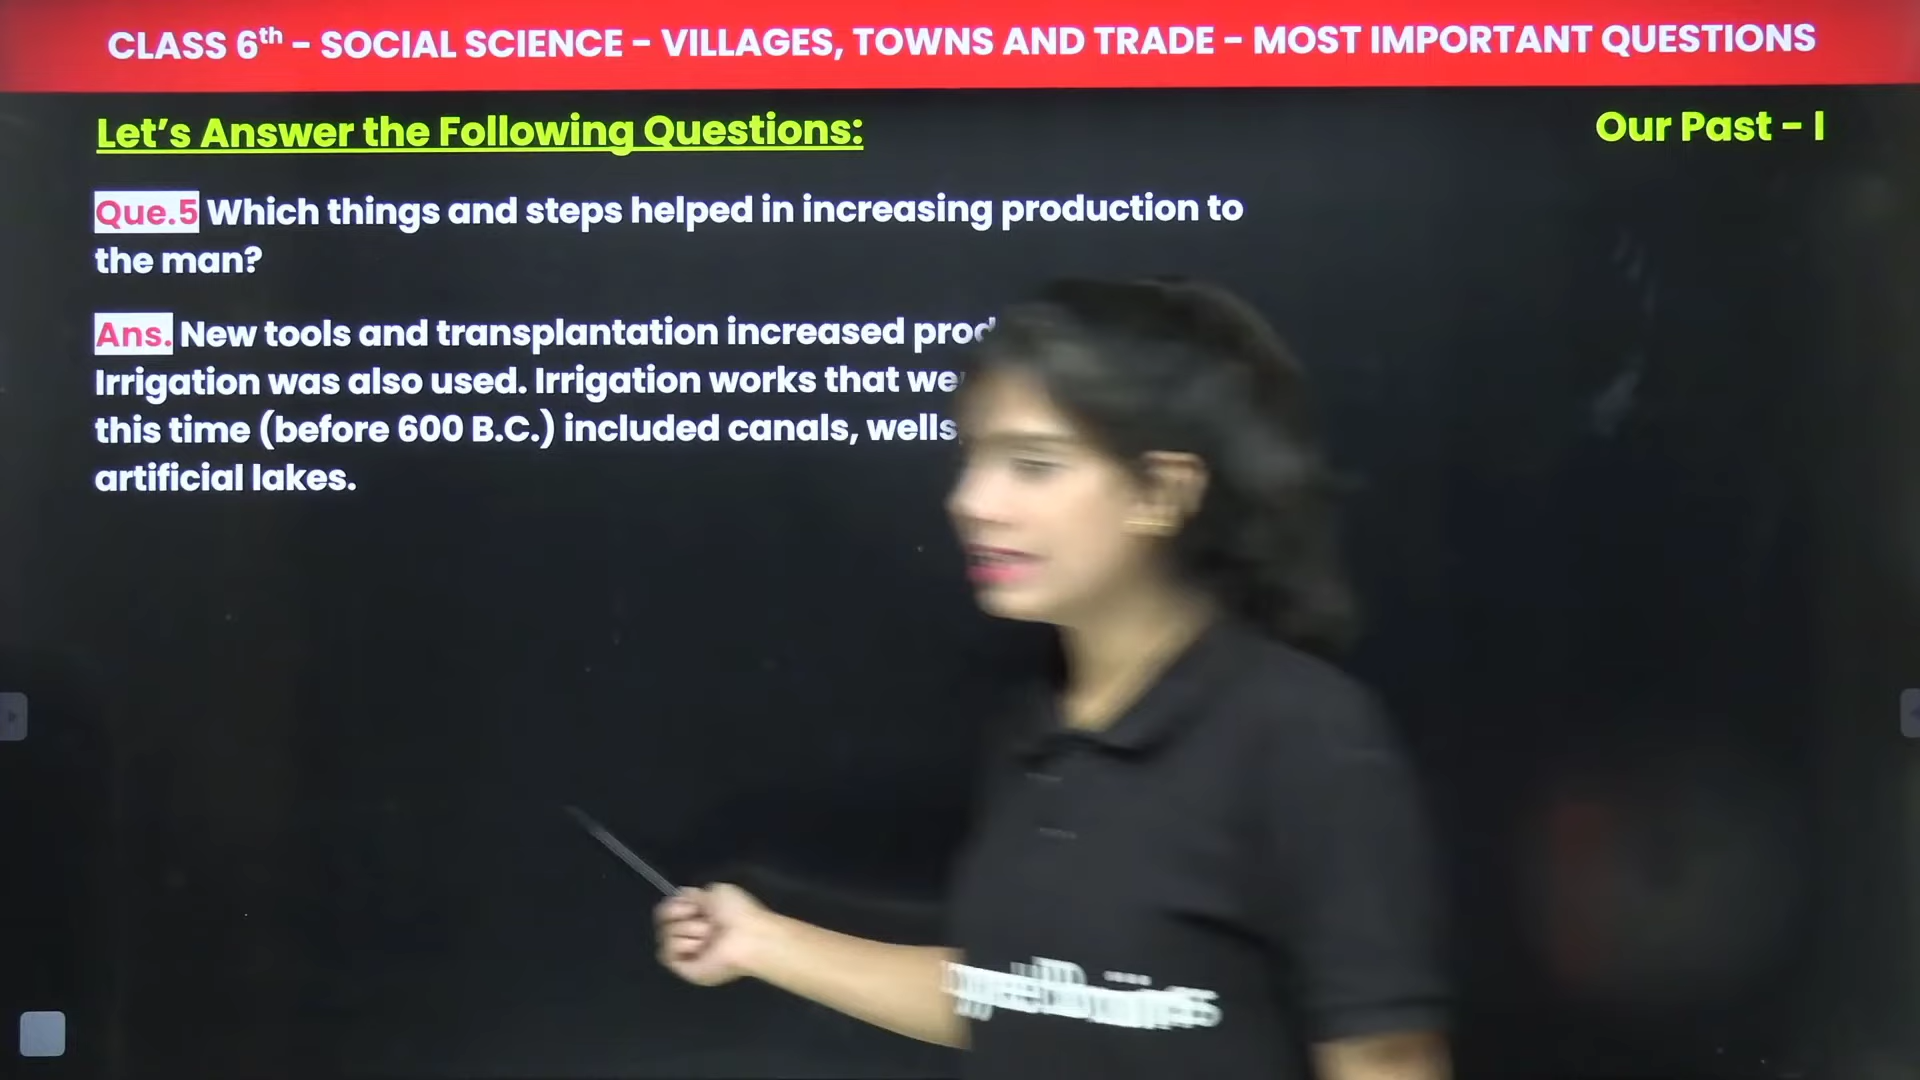 CLASS 6th – SOCIAL SCIENCE – VILLAGES, TOWNS AND TRADE – MOST IMPORTANT QUESTIONS
Let's Answer the Following Questions:
Our Past – I
Que.5 Which things and steps helped in increasing production to
the man?
Ans. New tools and transplantation increased
Irrigation was also used. Irrigation works that
this time (before 600 B.C.) included canals, wells
artificial lakes.